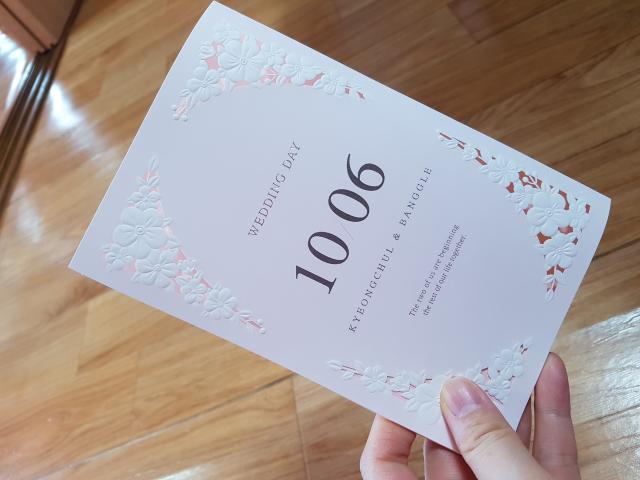 WEDDING DAY
10/06
KYEONGCHUL & BANGGLE
The two of us are beginning
the rest of our life together.